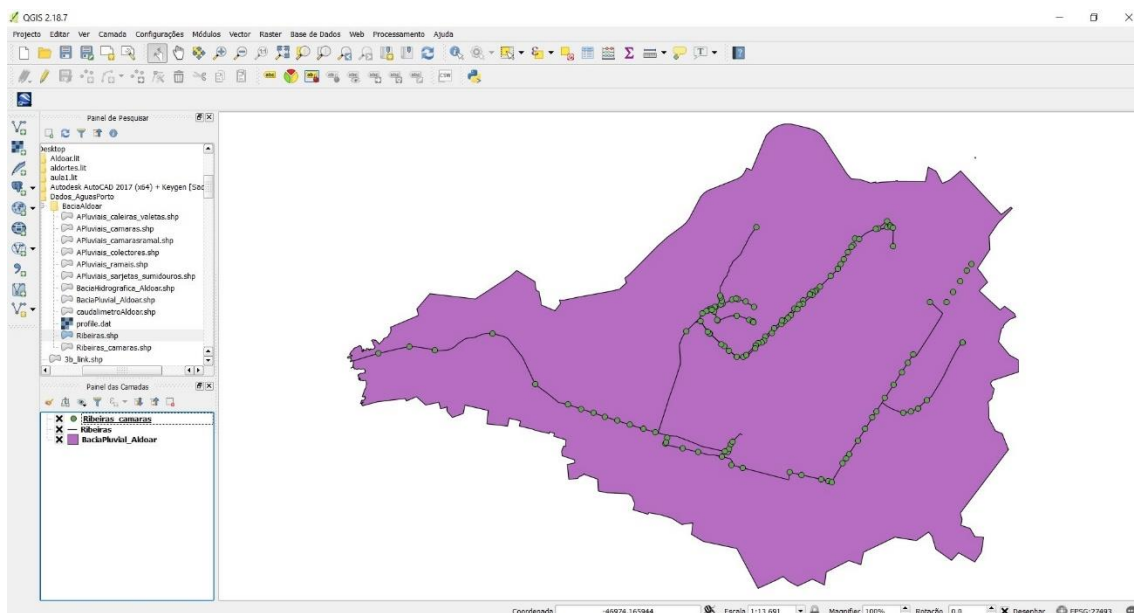 QGIS 2.18.7
Projecto Editar Ver Camada Configurações Módulos Vector Raster Base de Dados Web Processamento Ajuda
Painel de Pesquisar
Desktop
Aldoar.lit
aldortes.lit
aula1.lit
Autodesk AutoCAD 2017 (x64) + Keygen [Sad
Dados_AguasPorto
BaciaAldoar
APluviais_caleiras_valetas.shp
APluviais_camaras.shp
APluviais_camarasramal.shp
APluviais_colectores.shp
APluviais_ramais.shp
APluviais_sarjetas_sumidouros.shp
BaciaHidrografica_Aldoar.shp
BaciaPluvial_Aldoar.shp
caudalimetroAldoar.shp
profile.dat
Ribeiras.shp
Ribeiras_camaras.shp
3b_link.shp
Painel das Camadas
Ribeiras_camaras
Ribeiras
BaciaPluvial_Aldoar
Coordenada -46974,165944 Escala 1:13.691 Magnifier 100% Rotação 0,0 Desenhar EPSG:27493